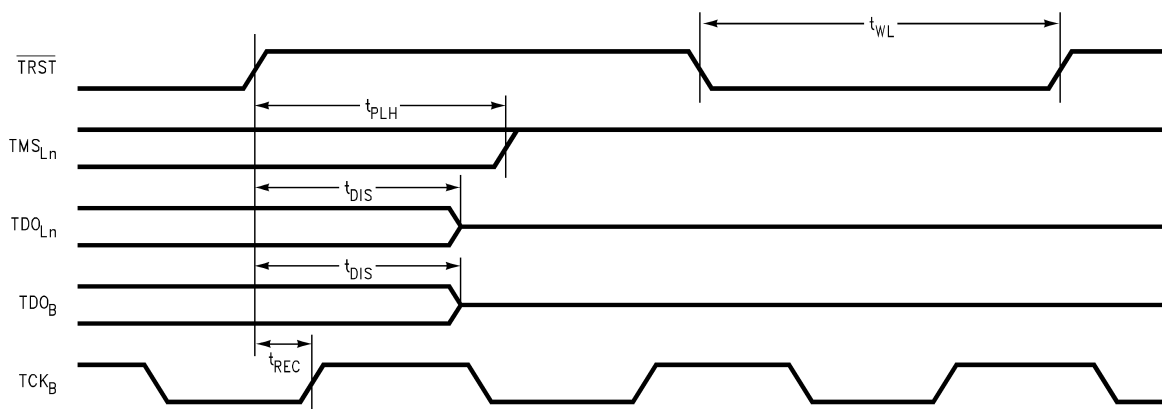 TRST
tWL
tPLH
TMSLn
tDIS
TDOLn
tDIS
TDOB
tREC
TCKB